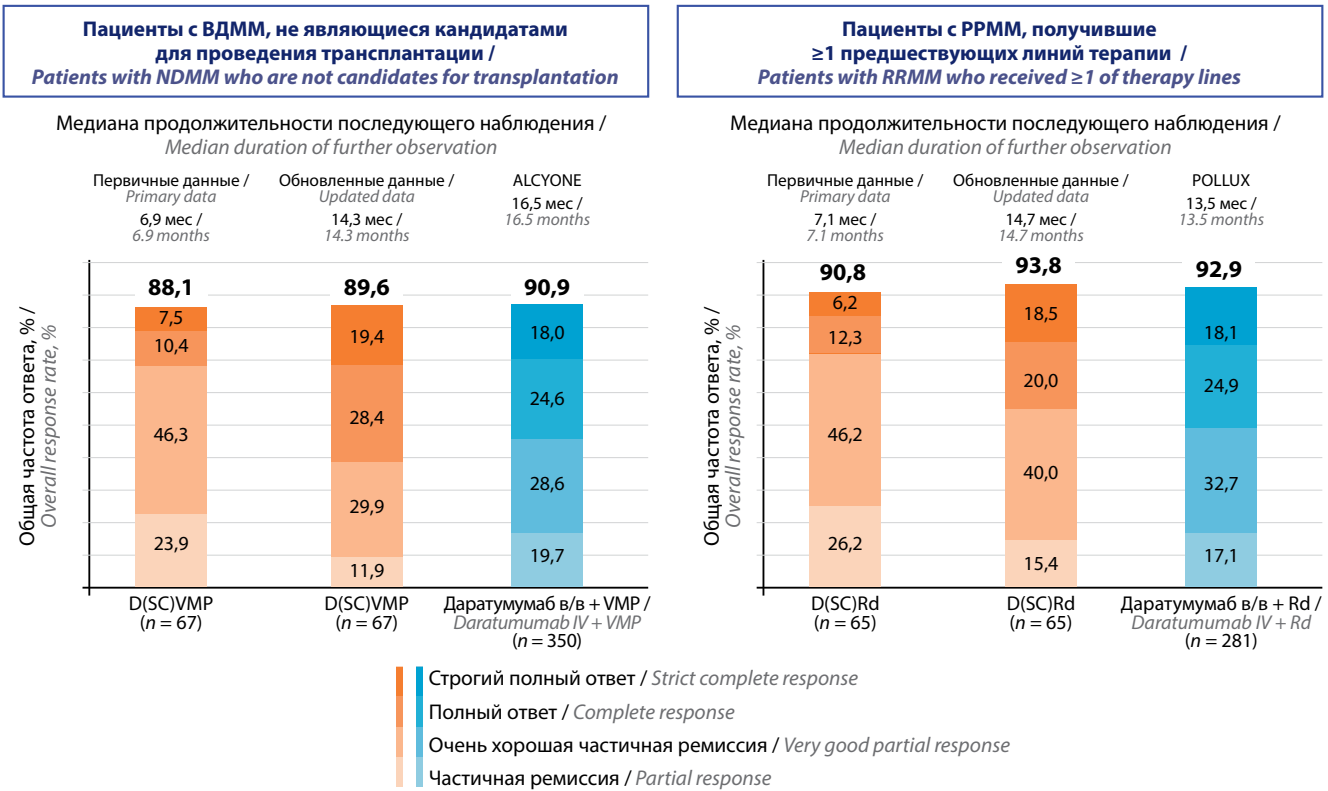 Пациенты с ВДМM, не являющиеся кандидатами
для проведения трансплантации /
Patients with NDMM who are not candidates for transplantation
Медиана продолжительности последующего наблюдения /
Median duration of further observation
Первичные данные /
Primary data
6,9 мес /
6.9 months
Обновленные данные /
Updated data
14,3 мес /
14.3 months
ALCYONE
16,5 мес /
16.5 months
Общая частота ответа, % /
Overall response rate, %
88,1
7,5
10,4
46,3
23,9
89,6
19,4
28,4
29,9
11,9
90,9
18,0
24,6
28,6
19,7
D(SC)VMP
(n = 67)
D(SC)VMP
(n = 67)
Даратумумаб в/в + VMP /
Daratumumab IV + VMP
(n = 350)
Пациенты с РРММ, получившие
≥1 предшествующих линий терапии /
Patients with RRMM who received ≥1 of therapy lines
Медиана продолжительности последующего наблюдения /
Median duration of further observation
Первичные данные /
Primary data
7,1 мес /
7.1 months
Обновленные данные /
Updated data
14,7 мес /
14.7 months
POLLUX
13,5 мес /
13.5 months
Общая частота ответа, % /
Overall response rate, %
90,8
6,2
12,3
46,2
26,2
93,8
18,5
20,0
40,0
15,4
92,9
18,1
24,9
32,7
17,1
D(SC)Rd
(n = 65)
D(SC)Rd
(n = 65)
Даратумумаб в/в + Rd /
Daratumumab IV + Rd
(n = 281)
Строгий полный ответ / Strict complete response
Полный ответ / Complete response
Очень хорошая частичная ремиссия / Very good partial response
Частичная ремиссия / Partial response